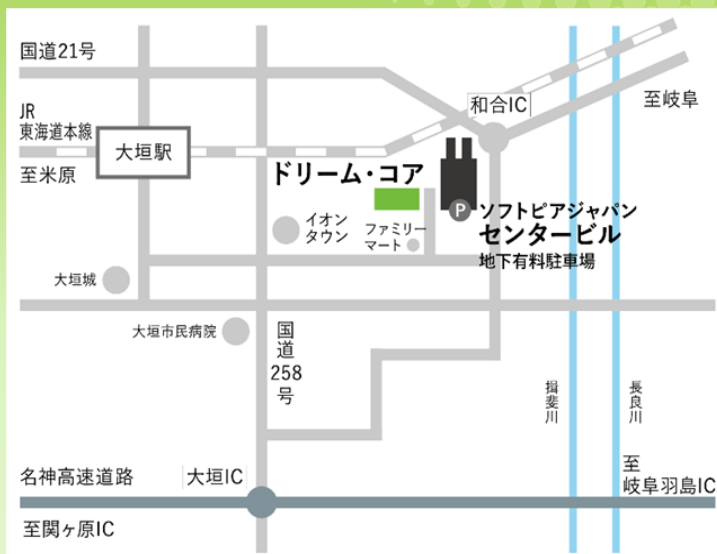 国道21号
JR
東海道本線
大垣駅
至米原
和合IC
至岐阜
ドリーム・コア
イオン
タウン
ファミリー
マート
P
ソフトピアジャパン
センタービル
地下有料駐車場
大垣城
大垣市民病院
国道258号
揖斐川
長良川
名神高速道路
大垣IC
至
岐阜羽島IC
至関ヶ原IC